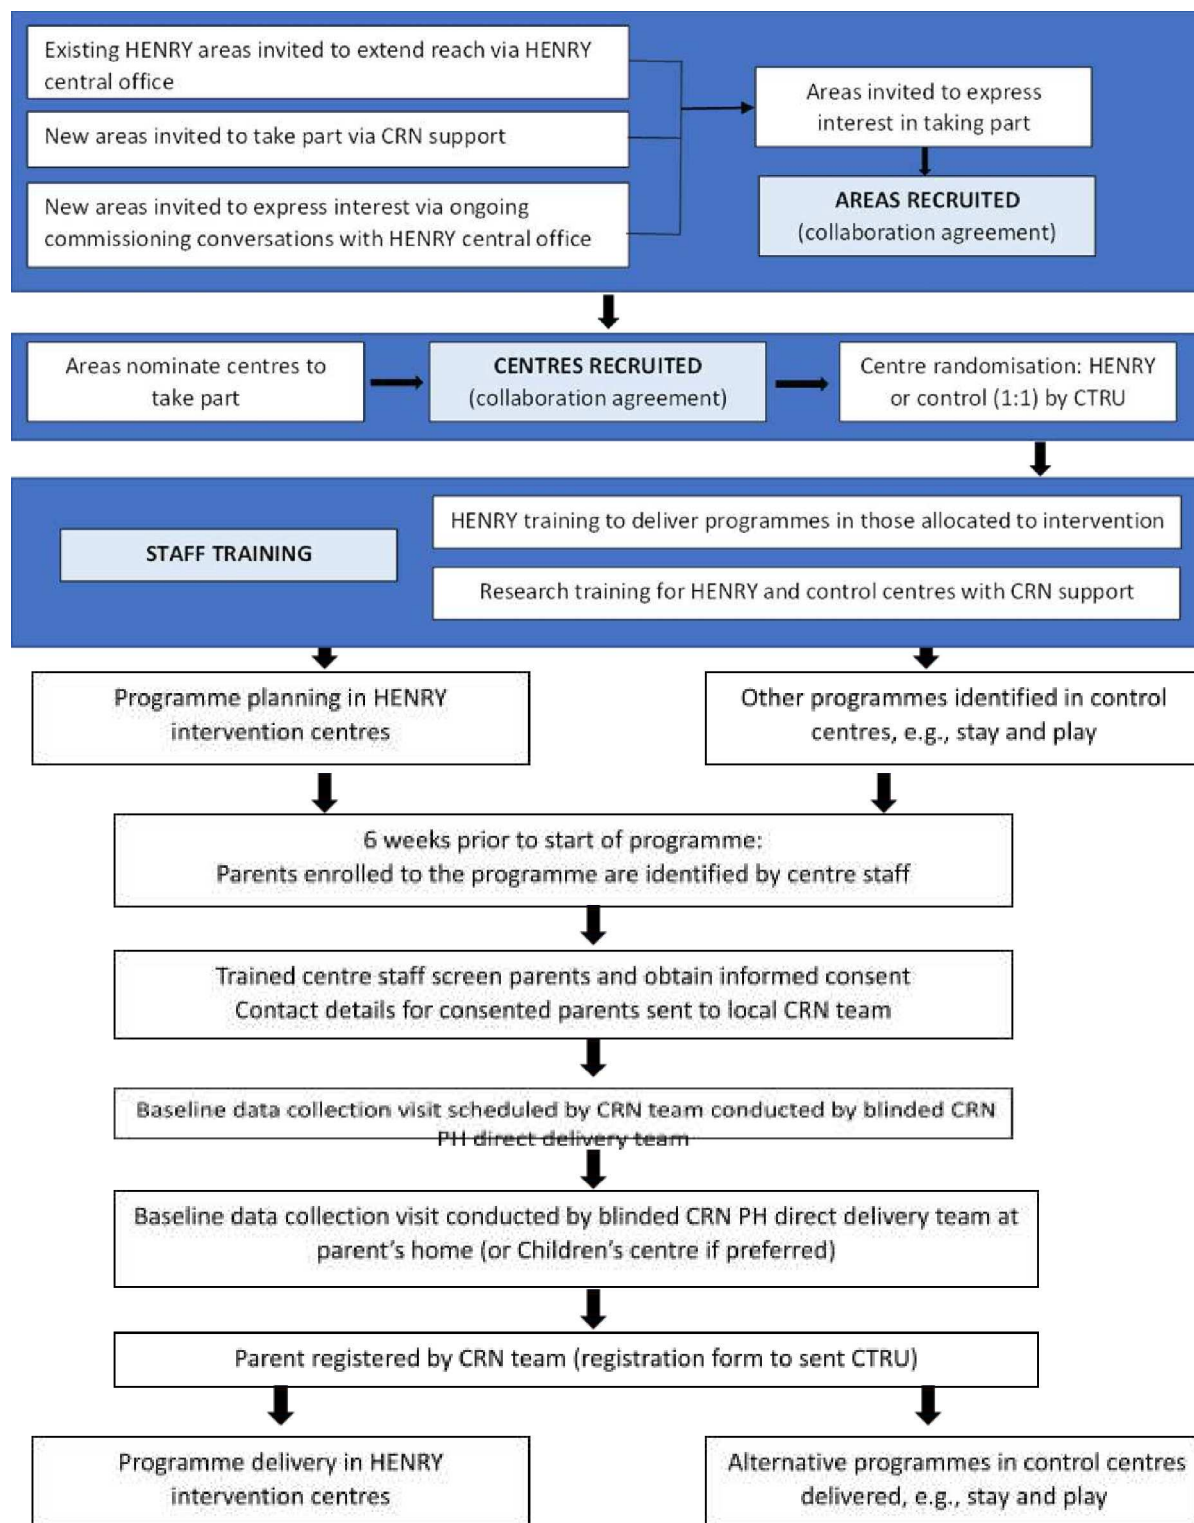 Existing HENRY areas invited to extend reach via HENRY
central office
New areas invited to take part via CRN support
New areas invited to express interest via ongoing
commissioning conversations with HENRY central office
Areas invited to express
interest in taking part
AREAS RECRUITED
(collaboration agreement)
Areas nominate centres to
take part
CENTRES RECRUITED
(collaboration agreement)
Centre randomisation: HENRY
or control (1:1) by CTRU
STAFF TRAINING
HENRY training to deliver programmes in those allocated to intervention
Research training for HENRY and control centres with CRN support
Programme planning in HENRY
intervention centres
Other programmes identified in control
centres, e.g., stay and play
6 weeks prior to start of programme:
Parents enrolled to the programme are identified by centre staff
Trained centre staff screen parents and obtain informed consent
Contact details for consented parents sent to local CRN team
Baseline data collection visit scheduled by CRN team conducted by blinded CRN
PH direct delivery team
Baseline data collection visit conducted by blinded CRN PH direct delivery team at
parent's home (or Children's centre if preferred)
Parent registered by CRN team (registration form to sent CTRU)
Programme delivery in HENRY
intervention centres
Alternative programmes in control centres
delivered, e.g., stay and play